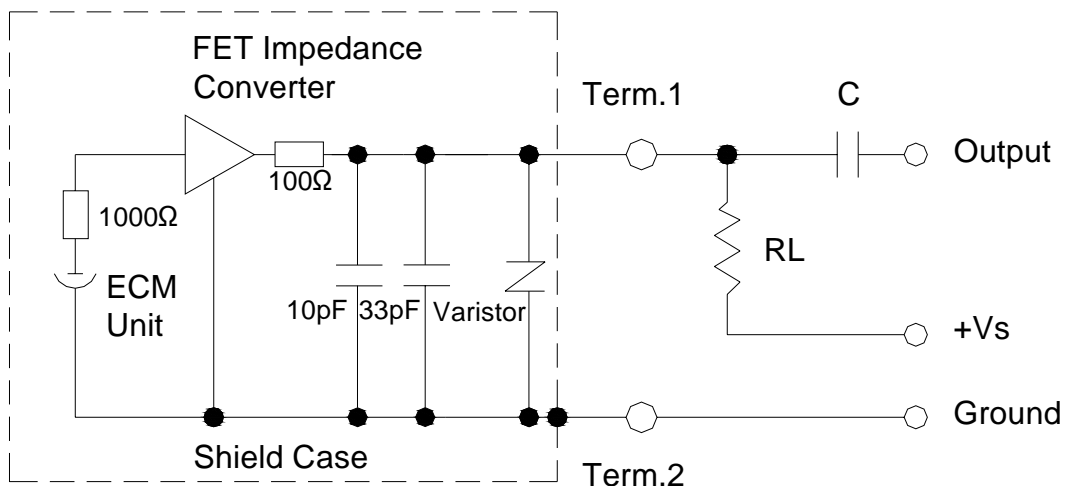 FET Impedance
Converter
Term.1
C
Output
100Ω
1000Ω
RL
ECM
Unit
10pF 33pF Varistor
+Vs
Ground
Shield Case
Term.2